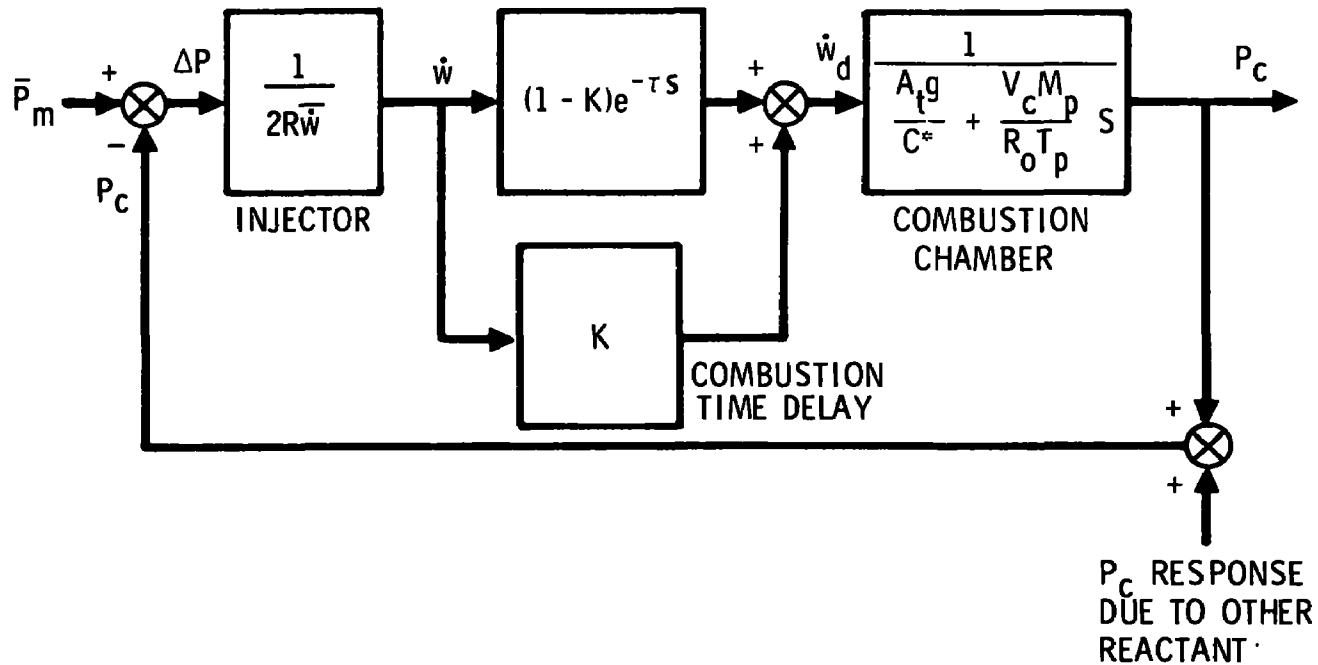 P̄m
+
−
ΔP
1
2Rẇ̄
INJECTOR
ẇ
(1 - K)e^-τs
+
+
ẇd
1
Atg
C*
+
VcMp
RoTp
S
COMBUSTION
CHAMBER
Pc
Pc
K
COMBUSTION
TIME DELAY
+
+
Pc RESPONSE
DUE TO OTHER
REACTANT